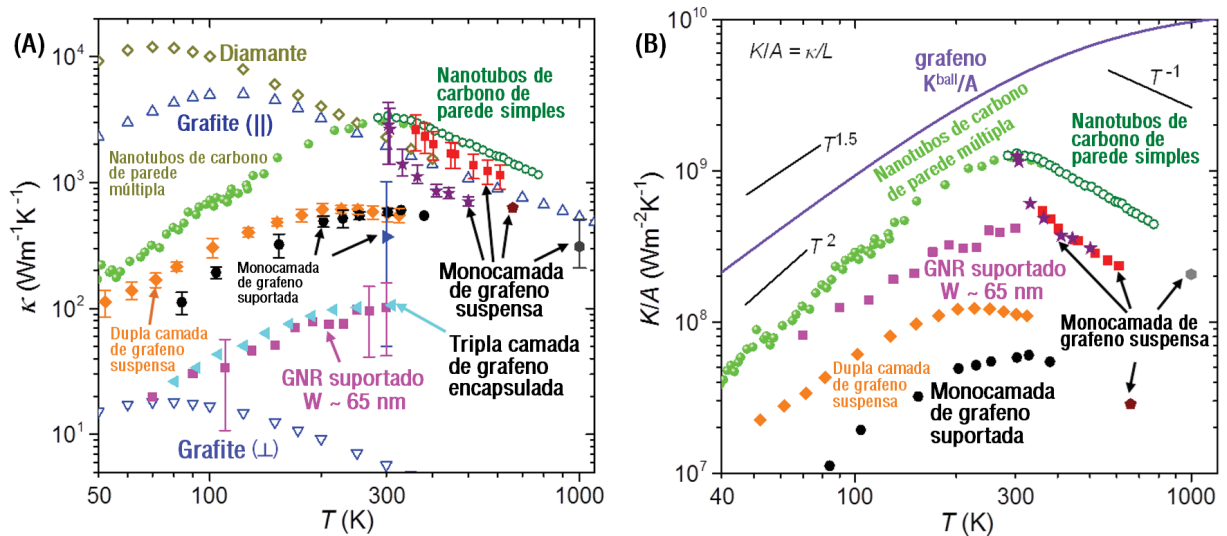 (A)
10⁴
10³
10²
10¹
κ (Wm⁻¹K⁻¹)
Diamante
Grafite (||)
Nanotubos de carbono
de parede
múltipla
Nanotubos de
carbono de
parede simples
Monocamada
de grafeno
suportada
Monocamada
de grafeno
suspensa
Dupla camada
de grafeno
suspensa
GNR suportado
W ~ 65 nm
Tripla camada
de grafeno
encapsulada
Grafite (⊥)
50
100
300
1000
T (K)
(B)
10¹⁰
10⁹
10⁸
10⁷
K/A (Wm⁻²K⁻¹)
K/A = κ/L
grafeno
Kᵇᵃˡˡ/A
T⁻¹
T¹·⁵
T²
Nanotubos de carbono
de parede múltipla
Nanotubos de
carbono de
parede simples
GNR suportado
W ~ 65 nm
Monocamada de
grafeno suspensa
Dupla camada
de grafeno
suspensa
Monocamada
de grafeno
suportada
40
100
300
1000
T (K)